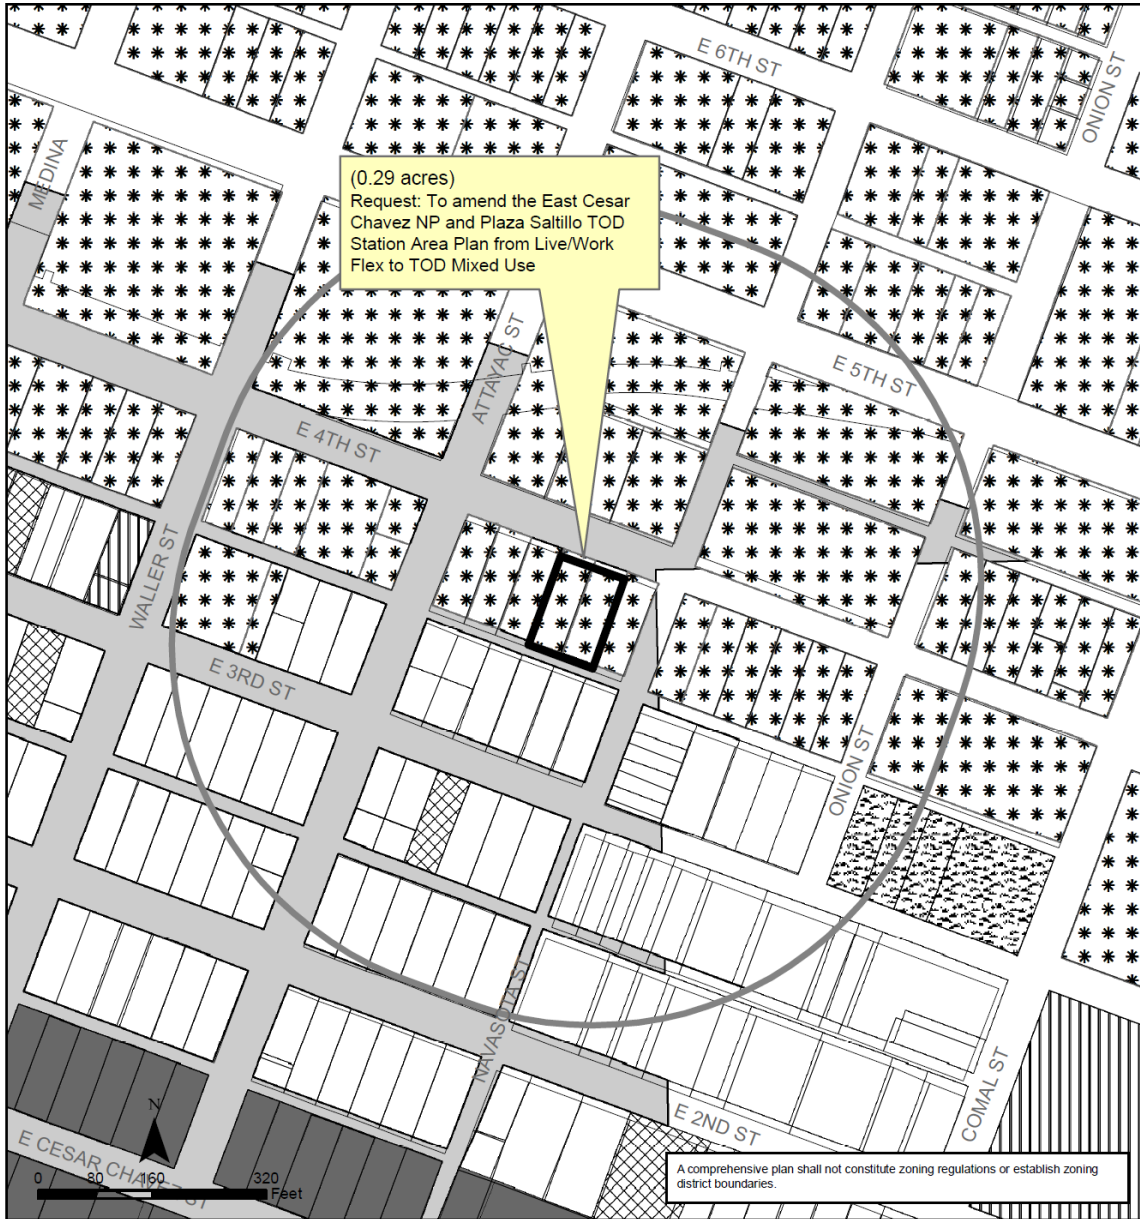 E 6TH ST
ONION ST
MEDINA
(0.29 acres)
Request: To amend the East Cesar
Chavez NP and Plaza Saltillo TOD
Station Area Plan from Live/Work
Flex to TOD Mixed Use
ATTAYAC ST
E 5TH ST
E 4TH ST
WALLER ST
E 3RD ST
ONION ST
NAVASOTA ST
COMAL ST
E 2ND ST
N
E CESAR CHAVEZ ST
0 80 160 320
Feet
A comprehensive plan shall not constitute zoning regulations or establish zoning
district boundaries.